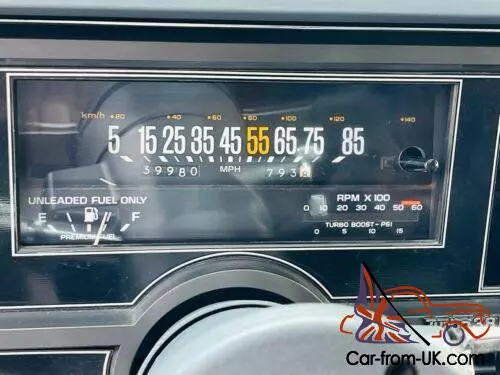 km/h 20 40 60 80 100 120 140
5 15 25 35 45 55 65 75 85
39980 MPH 793
UNLEADED FUEL ONLY
E F
PREMIUM FUEL
RPM X 100
0 10 20 30 40 50 60
TURBO BOOST - PSI
0 5 10 15
Car-from-UK.com